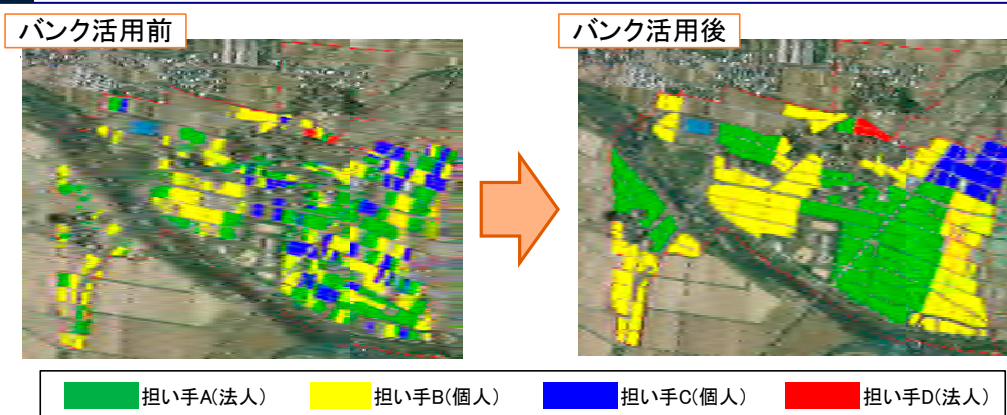 バンク活用前
バンク活用後
担い手A(法人)
担い手B(個人)
担い手C(個人)
担い手D(法人)